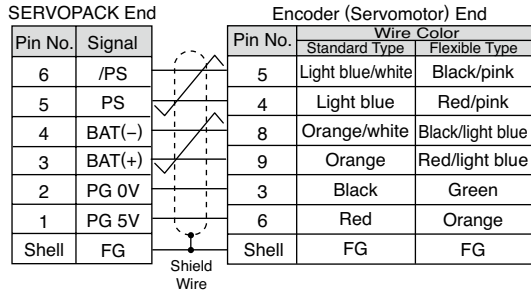 SERVOPACK End
Encoder (Servomotor) End
Pin No. Signal Pin No. Wire Color
Standard Type Flexible Type
6 /PS 5 Light blue/white Black/pink
5 PS 4 Light blue Red/pink
4 BAT(−) 8 Orange/white Black/light blue
3 BAT(+) 9 Orange Red/light blue
2 PG 0V 3 Black Green
1 PG 5V 6 Red Orange
Shell FG Shell FG FG
Shield
Wire